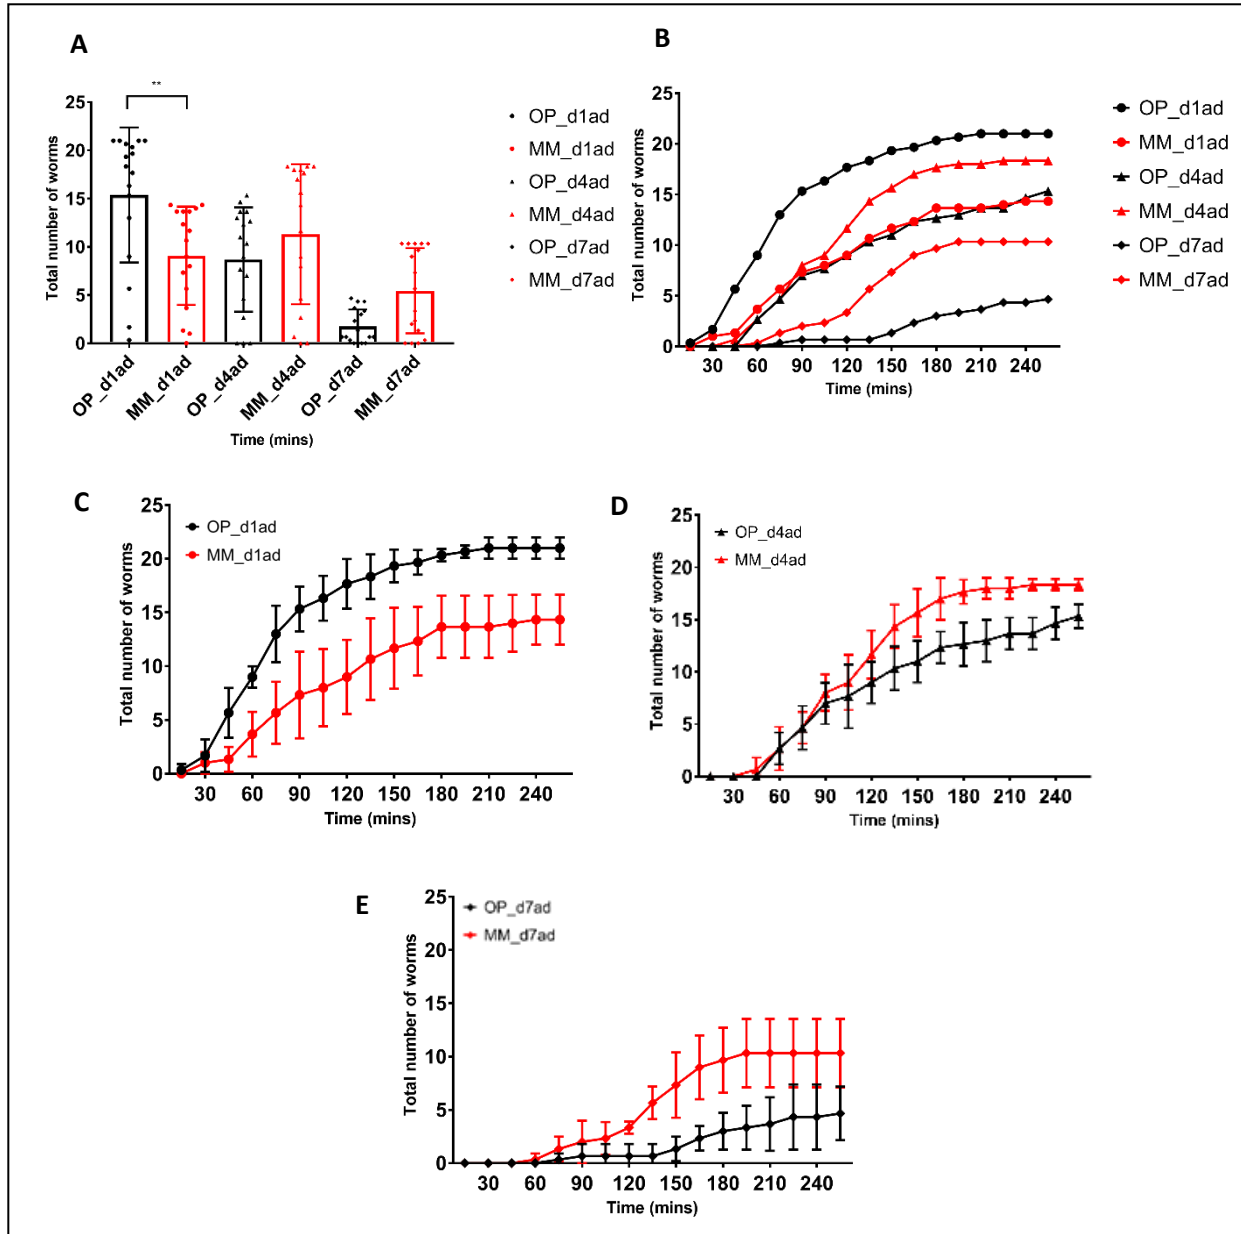 A
**
25
20
15
10
5
0
Total number of worms
OP_d1ad
MM_d1ad
OP_d4ad
MM_d4ad
OP_d7ad
MM_d7ad
Time (mins)
OP_d1ad
MM_d1ad
OP_d4ad
MM_d4ad
OP_d7ad
MM_d7ad
B
25
20
15
10
5
0
Total number of worms
30 60 90 120 150 180 210 240
Time (mins)
OP_d1ad
MM_d1ad
OP_d4ad
MM_d4ad
OP_d7ad
MM_d7ad
C
25
20
15
10
5
0
Total number of worms
OP_d1ad
MM_d1ad
30 60 90 120 150 180 210 240
Time (mins)
D
25
20
15
10
5
0
Total number of worms
OP_d4ad
MM_d4ad
30 60 90 120 150 180 210 240
Time (mins)
E
25
20
15
10
5
0
Total number of worms
OP_d7ad
MM_d7ad
30 60 90 120 150 180 210 240
Time (mins)